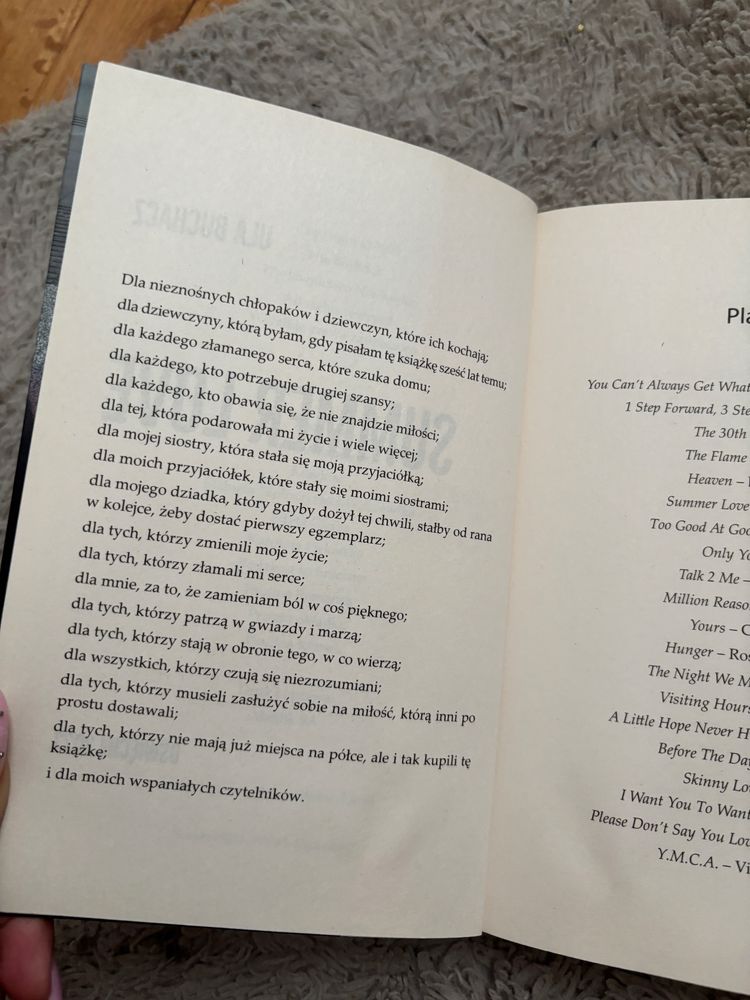 Dla nieznośnych chłopaków i dziewczyn, które ich kochają;
dla dziewczyny, którą byłam, gdy pisałam tę książkę sześć lat temu;
dla każdego złamanego serca, które szuka domu;
dla każdego, kto potrzebuje drugiej szansy;
dla każdego, kto obawia się, że nie znajdzie miłości;
dla tej, która podarowała mi życie i wiele więcej;
dla mojej siostry, która stała się moją przyjaciółką;
dla moich przyjaciółek, które stały się moimi siostrami;
dla mojego dziadka, który gdyby dożył tej chwili, stałby od rana
w kolejce, żeby dostać pierwszy egzemplarz;
dla tych, którzy zmienili moje życie;
dla tych, którzy złamali mi serce;
dla mnie, za to, że zamieniam ból w coś pięknego;
dla tych, którzy patrzą w gwiazdy i marzą;
dla tych, którzy stają w obronie tego, w co wierzą;
dla wszystkich, którzy czują się niezrozumiani;
dla tych, którzy musieli zasłużyć sobie na miłość, którą inni po
prostu dostawali;
dla tych, którzy nie mają już miejsca na półce, ale i tak kupili tę
książkę;
i dla moich wspaniałych czytelników.
ULA BUCHACZ
Pla
You Can't Always Get What
1 Step Forward, 3 Ste
The 30th
The Flame
Heaven –
Summer Love
Too Good At Goo
Only Yo
Talk 2 Me –
Million Reaso
Yours – C
Hunger – Ros
The Night We M
Visiting Hours
A Little Hope Never H
Before The Day
Skinny Lo
I Want You To Want
Please Don't Say You Lov
Y.M.C.A. – Vi